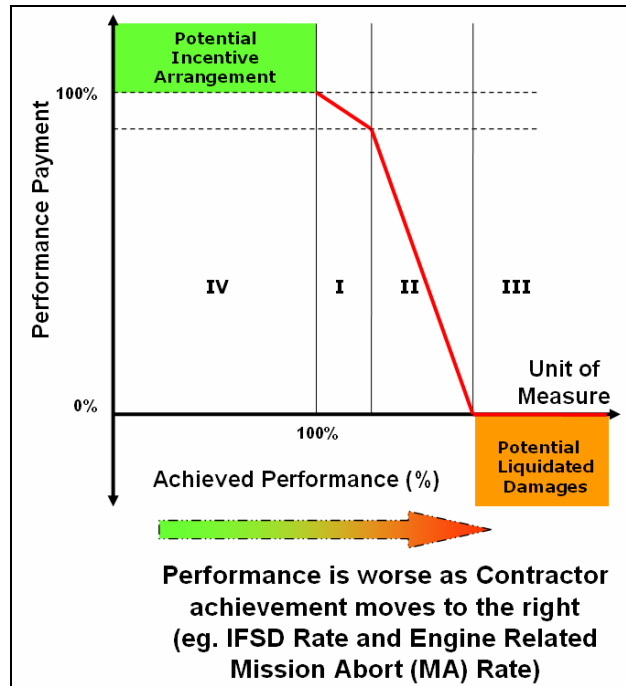 Potential
Incentive
Arrangement
100%
Performance Payment
IV
I
II
III
Unit of
Measure
0%
100%
Potential
Liquidated
Damages
Achieved Performance (%)
Performance is worse as Contractor
achievement moves to the right
(eg. IFSD Rate and Engine Related
Mission Abort (MA) Rate)